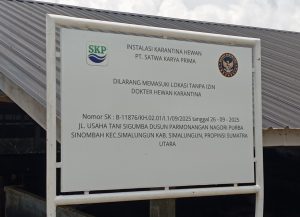 SKP
INSTALASI KARANTINA HEWAN
PT. SATWA KARYA PRIMA
DILARANG MEMASUKI LOKASI TANPA IZIN
DOKTER HEWAN KARANTINA
Nomor SK : B-11876/KH.02.01/I.1/09/2025 tanggal 26 - 09 - 2025
JL. USAHA TANI SIGUMBA DUSUN PARMONANGAN NAGORI PURBA
SINOMBAH KEC.SIMALUNGUN KAB. SIMALUNGUN, PROPINSI SUMATRA
UTARA